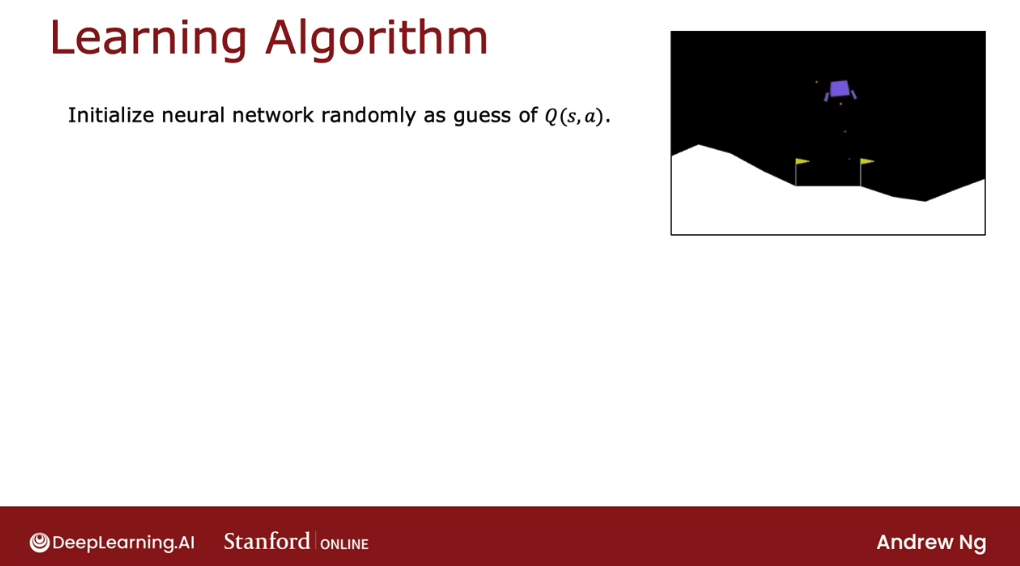 Learning Algorithm
Initialize neural network randomly as guess of Q(s, a).
DeepLearning.AI
Stanford | ONLINE
Andrew Ng